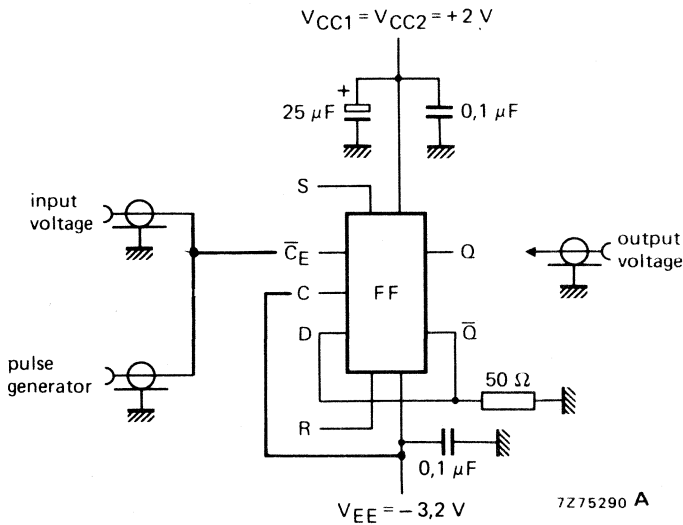 VCC1 = VCC2 = +2 V
+
25 μF
0,1 μF
S
input
voltage
C̅E
Q
output
voltage
C
FF
D
Q̅
pulse
generator
50 Ω
R
0,1 μF
VEE = − 3,2 V
7Z75290 A